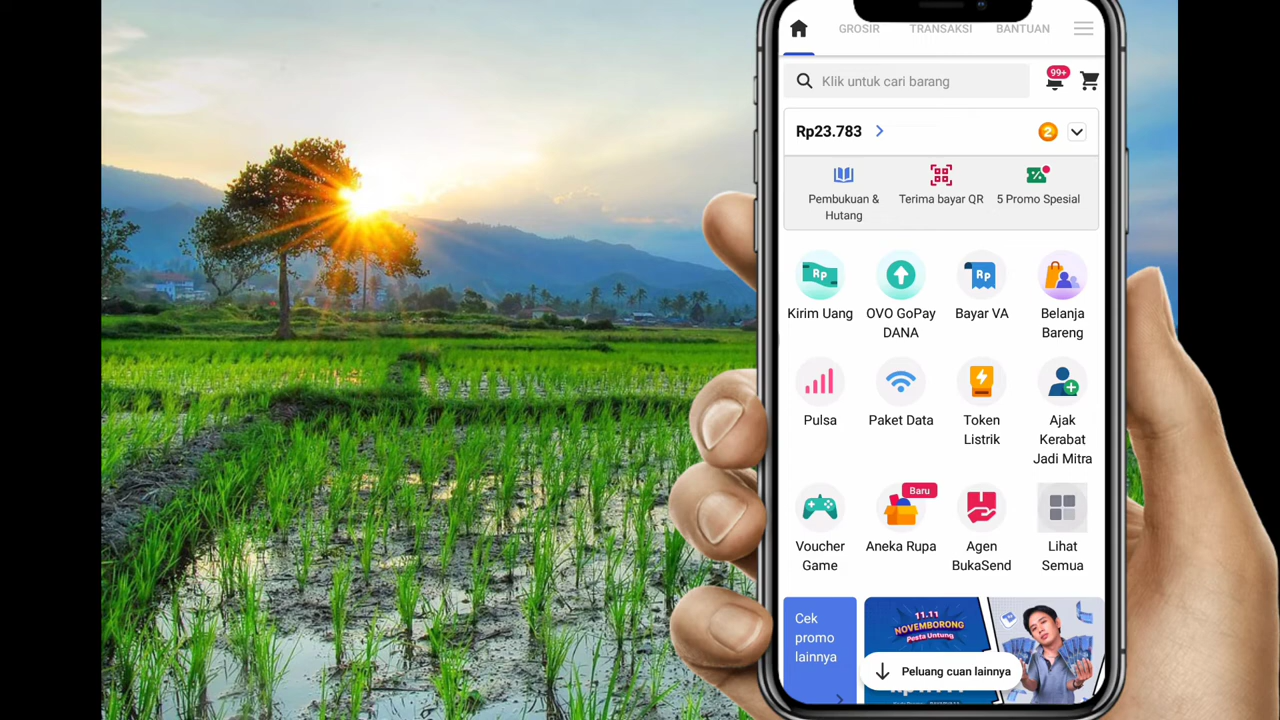 GROSIR TRANSAKSI BANTUAN
Klik untuk cari barang
99+
Rp23.783
2
Pembukuan &
Hutang
Terima bayar QR
5 Promo Spesial
Rp
Rp
Kirim Uang
OVO GoPay
DANA
Bayar VA
Belanja
Bareng
Pulsa
Paket Data
Token
Listrik
Ajak
Kerabat
Jadi Mitra
Baru
Voucher
Game
Aneka Rupa
Agen
BukaSend
Lihat
Semua
Cek
promo
lainnya
11.11
NOVEMBORONG
Pesta Untung
Peluang cuan lainnya